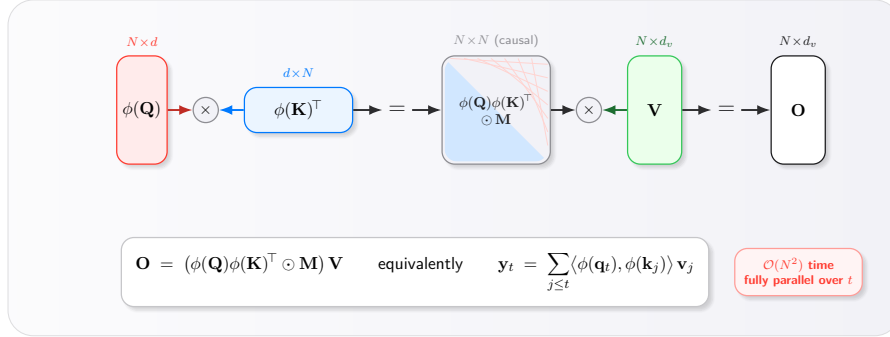 N×d
d×N
N×N (causal)
N×d_v
N×d_v
ϕ(Q) × ϕ(K)^⊤ = ϕ(Q)ϕ(K)^⊤ ⊙ M × V = O
O = (ϕ(Q)ϕ(K)^⊤ ⊙ M) V equivalently y_t = ∑_{j≤t} ⟨ϕ(q_t), ϕ(k_j)⟩ v_j
𝒪(N²) time
fully parallel over t